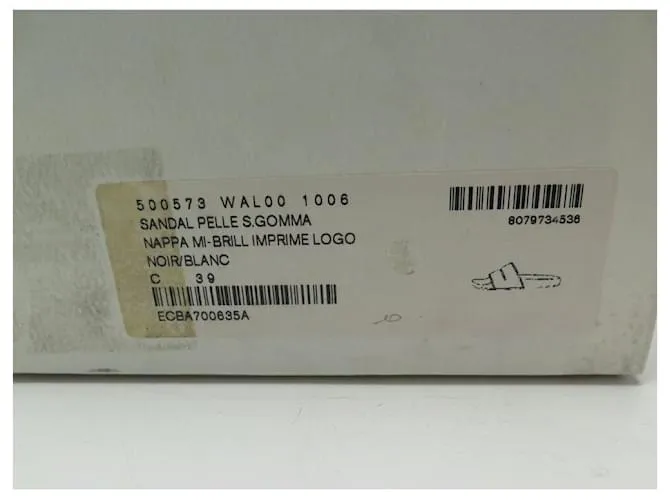 500573 WAL00 1006
SANDAL PELLE S.GOMMA
NAPPA MI-BRILL IMPRIME LOGO
NOIR/BLANC
C 39
ECBA700635A
8079734536